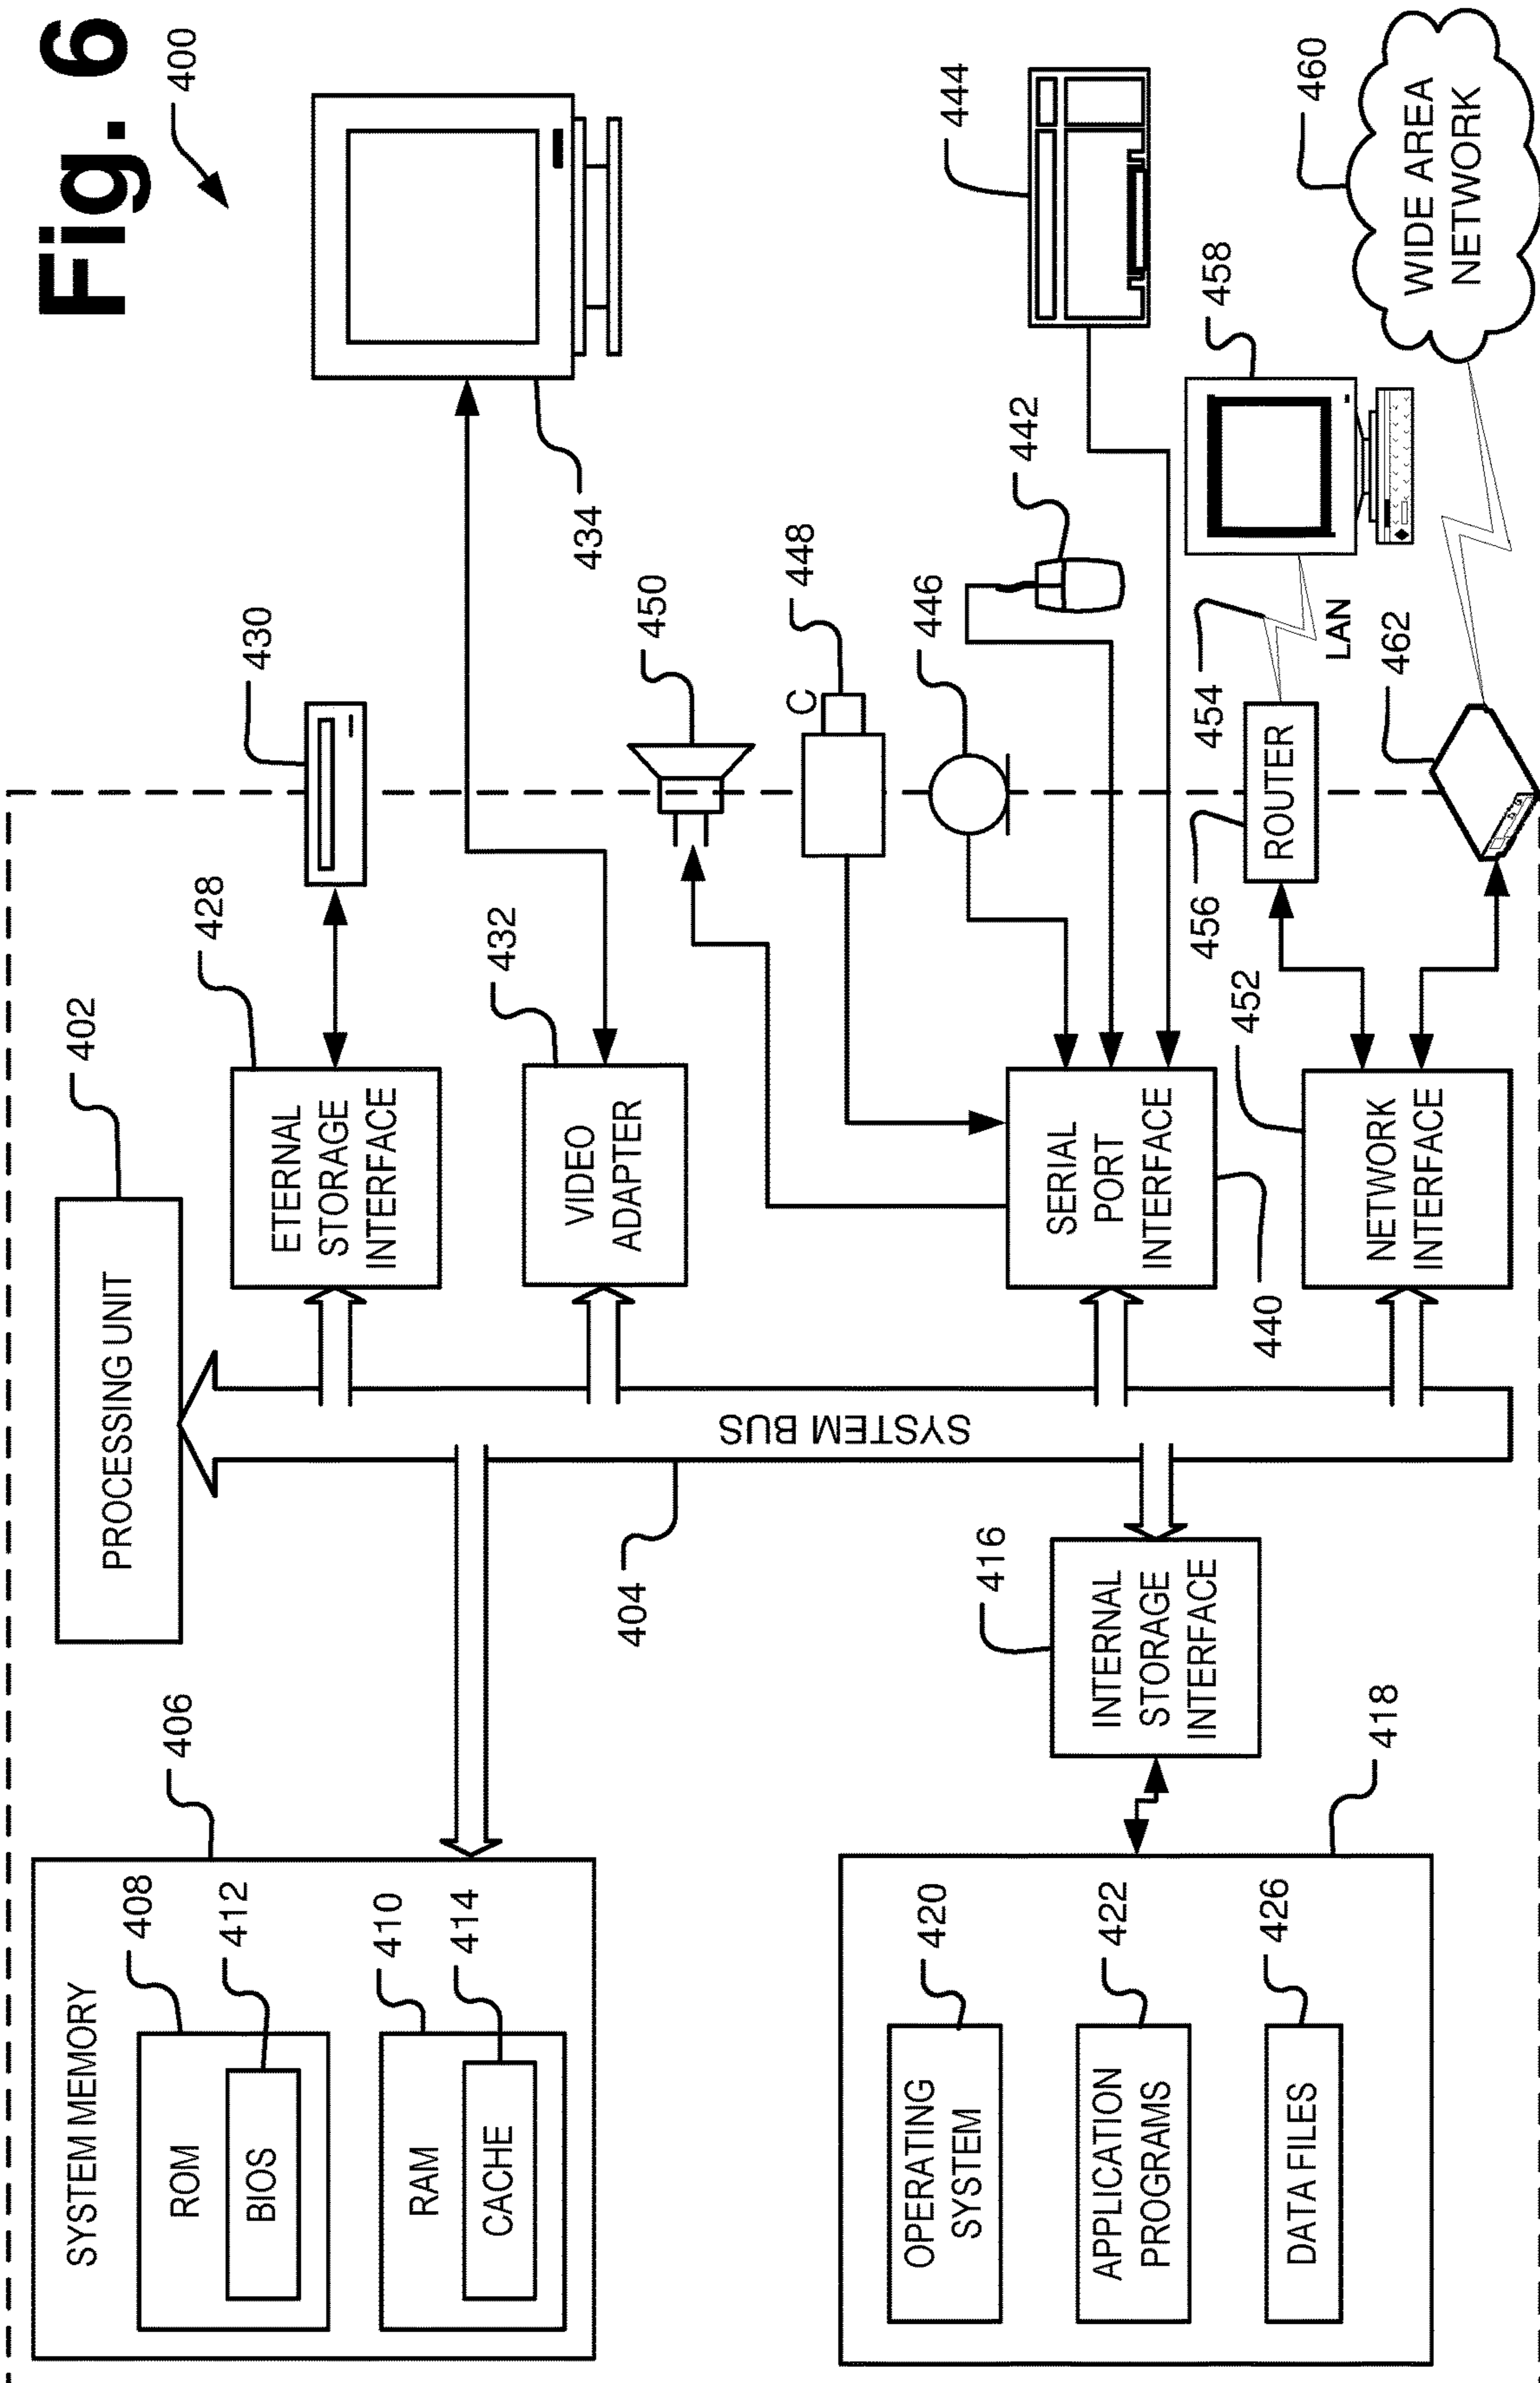 Fig. 6
400
402
PROCESSING UNIT
406
SYSTEM MEMORY
408
ROM
412
BIOS
410
RAM
414
CACHE
428
ETERNAL
STORAGE
INTERFACE
430
432
VIDEO
ADAPTER
434
404
SYSTEM BUS
450
448
C
446
442
444
416
INTERNAL
STORAGE
INTERFACE
418
420
OPERATING
SYSTEM
422
APPLICATION
PROGRAMS
426
DATA FILES
SERIAL
PORT
INTERFACE
440
452
NETWORK
INTERFACE
456
ROUTER
454
LAN
458
460
WIDE AREA
NETWORK
462